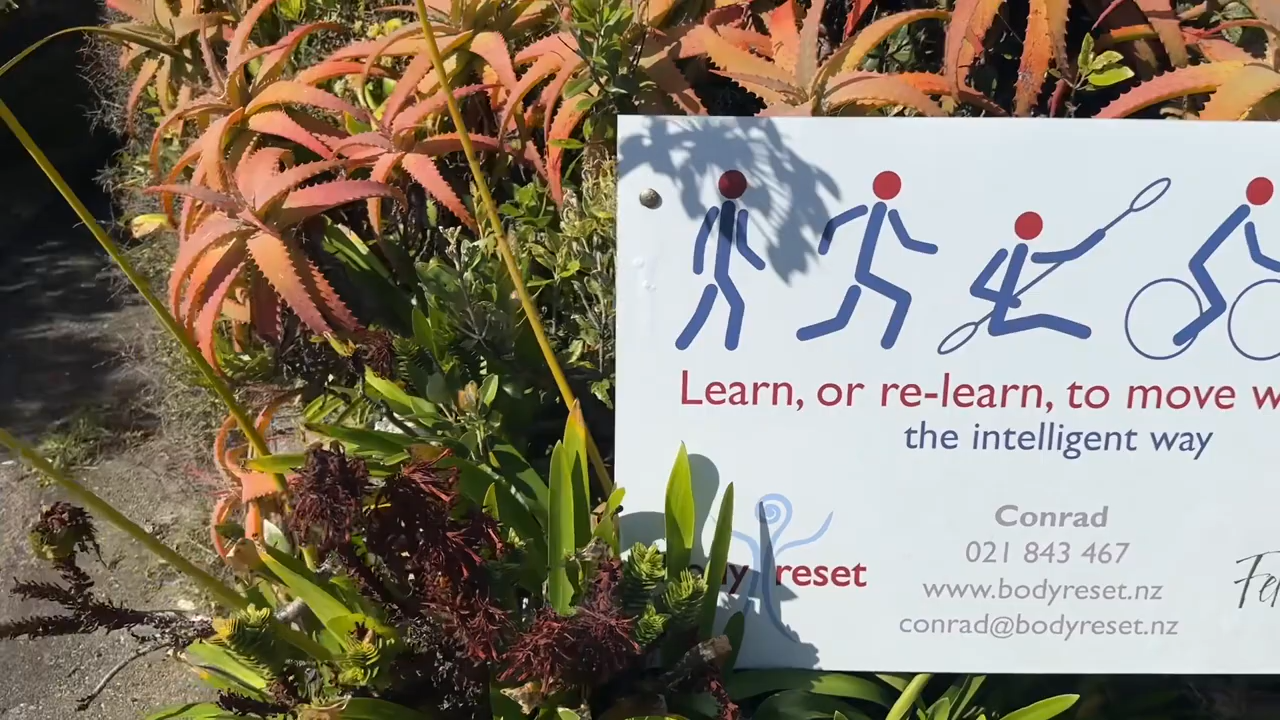 Learn, or re-learn, to move
the intelligent way
Conrad
021 843 467
www.bodyreset.nz
conrad@bodyreset.nz
reset